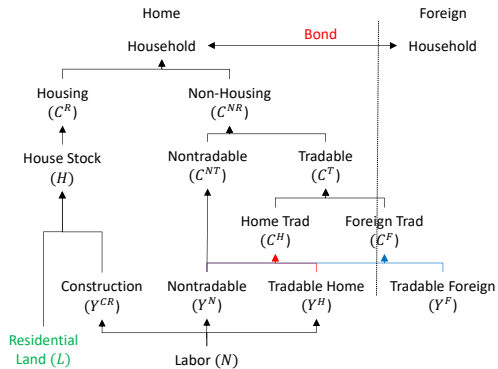 Home Foreign
Household Bond Household
Housing Non-Housing
(C^R) (C^NR)
House Stock Nontradable Tradable
(H) (C^NT) (C^T)
Home Trad Foreign Trad
(C^H) (C^F)
Construction Nontradable Tradable Home Tradable Foreign
(Y^CR) (Y^N) (Y^H) (Y^F)
Residential
Land (L) Labor (N)